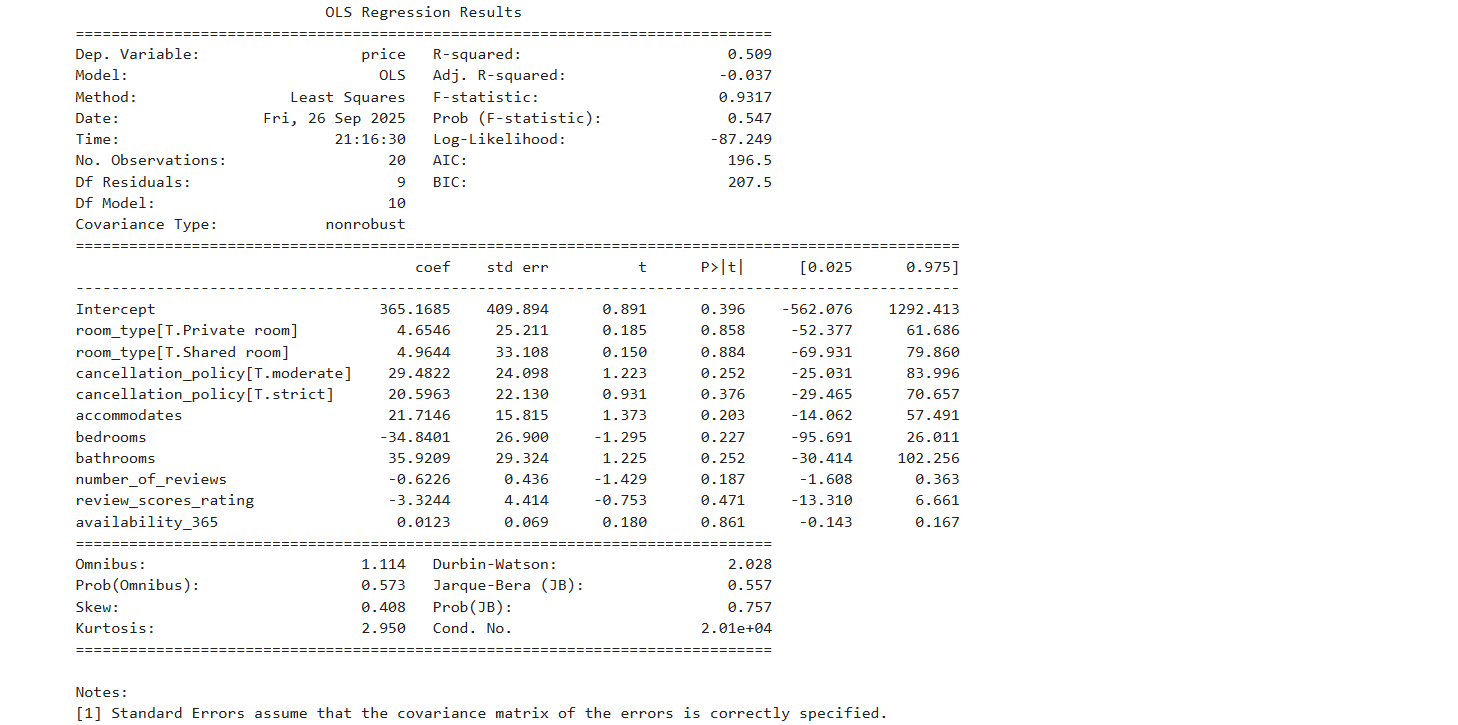 OLS Regression Results
==============================================================================
Dep. Variable: price R-squared: 0.509
Model: OLS Adj. R-squared: -0.037
Method: Least Squares F-statistic: 0.9317
Date: Fri, 26 Sep 2025 Prob (F-statistic): 0.547
Time: 21:16:30 Log-Likelihood: -87.249
No. Observations: 20 AIC: 196.5
Df Residuals: 9 BIC: 207.5
Df Model: 10
Covariance Type: nonrobust
===================================================================================================
coef std err t P>|t| [0.025 0.975]
---------------------------------------------------------------------------------------------------
Intercept 365.1685 409.894 0.891 0.396 -562.076 1292.413
room_type[T.Private room] 4.6546 25.211 0.185 0.858 -52.377 61.686
room_type[T.Shared room] 4.9644 33.108 0.150 0.884 -69.931 79.860
cancellation_policy[T.moderate] 29.4822 24.098 1.223 0.252 -25.031 83.996
cancellation_policy[T.strict] 20.5963 22.130 0.931 0.376 -29.465 70.657
accommodates 21.7146 15.815 1.373 0.203 -14.062 57.491
bedrooms -34.8401 26.900 -1.295 0.227 -95.691 26.011
bathrooms 35.9209 29.324 1.225 0.252 -30.414 102.256
number_of_reviews -0.6226 0.436 -1.429 0.187 -1.608 0.363
review_scores_rating -3.3244 4.414 -0.753 0.471 -13.310 6.661
availability_365 0.0123 0.069 0.180 0.861 -0.143 0.167
==============================================================================
Omnibus: 1.114 Durbin-Watson: 2.028
Prob(Omnibus): 0.573 Jarque-Bera (JB): 0.557
Skew: 0.408 Prob(JB): 0.757
Kurtosis: 2.950 Cond. No. 2.01e+04
==============================================================================
Notes:
[1] Standard Errors assume that the covariance matrix of the errors is correctly specified.